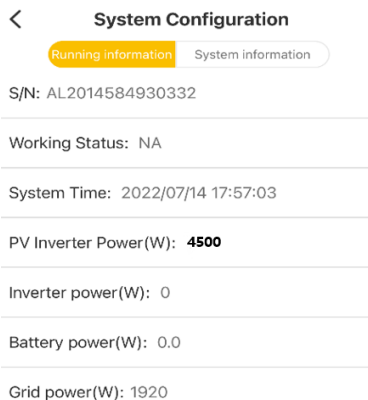 System Configuration
Running information System information
S/N: AL2014584930332
Working Status: NA
System Time: 2022/07/14 17:57:03
PV Inverter Power(W): 4500
Inverter power(W): 0
Battery power(W): 0.0
Grid power(W): 1920